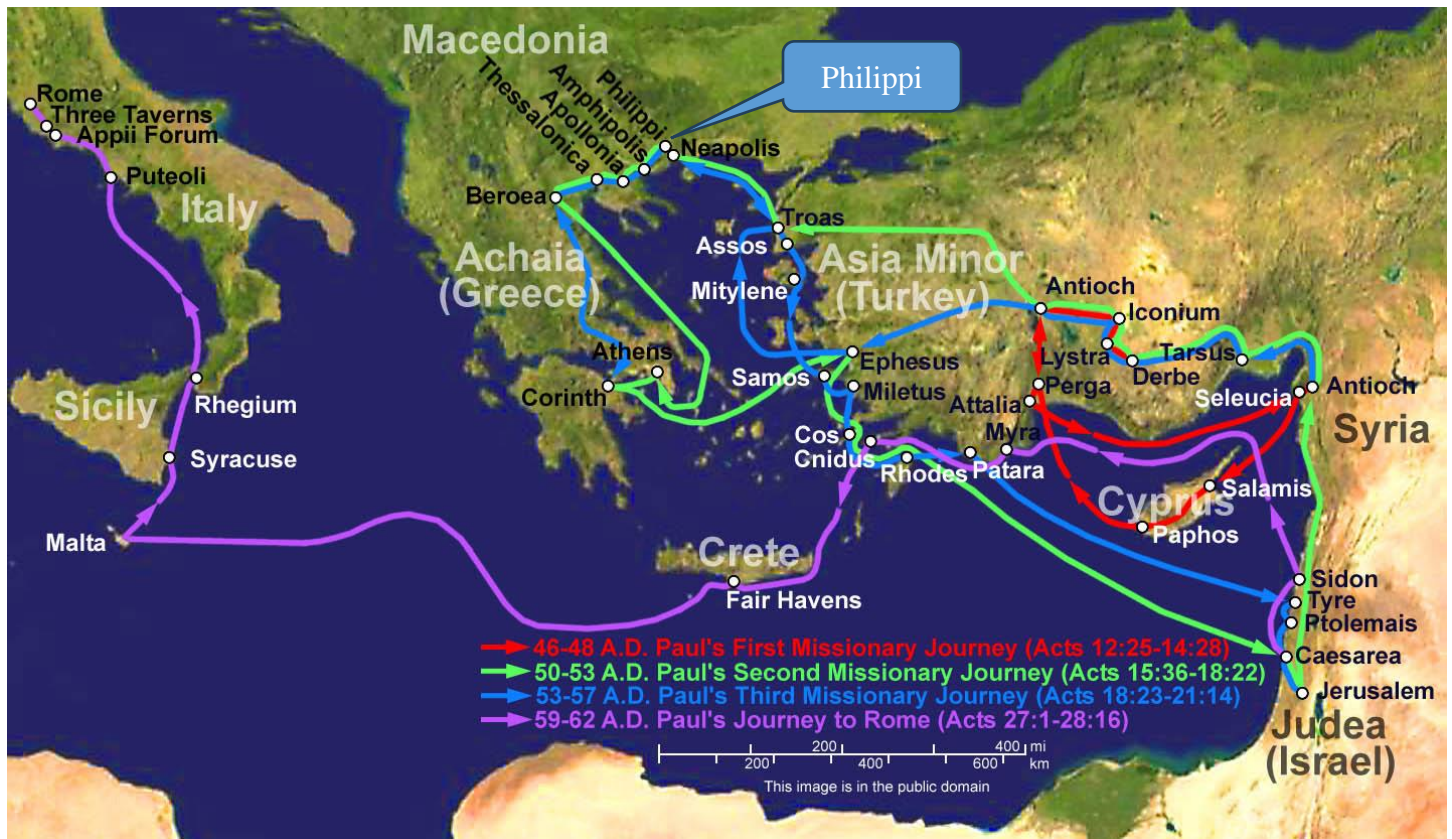 Macedonia
Philippi
Rome
Three Taverns
Appii Forum
Puteoli
Italy
Thessalonica
Apollonia
Amphipolis
Philippi
Neapolis
Beroea
Troas
Assos
Achaia
(Greece)
Asia Minor
(Turkey)
Mitylene
Antioch
Iconium
Athens
Ephesus
Lystra
Tarsus
Derbe
Samos
Miletus
Perga
Corinth
Sicily
Rhegium
Attalia
Seleucia
Antioch
Syria
Cos
Myra
Cnidus
Syracuse
Rhodes
Patara
Cyprus
Salamis
Paphos
Malta
Crete
Fair Havens
Sidon
Tyre
Ptolemais
46-48 A.D. Paul's First Missionary Journey (Acts 12:25-14:28)
Caesarea
50-53 A.D. Paul's Second Missionary Journey (Acts 15:36-18:22)
53-57 A.D. Paul's Third Missionary Journey (Acts 18:23-21:14)
Jerusalem
59-62 A.D. Paul's Journey to Rome (Acts 27:1-28:16)
Judea
(Israel)
200 400 mi
200 400 600 km
This image is in the public domain